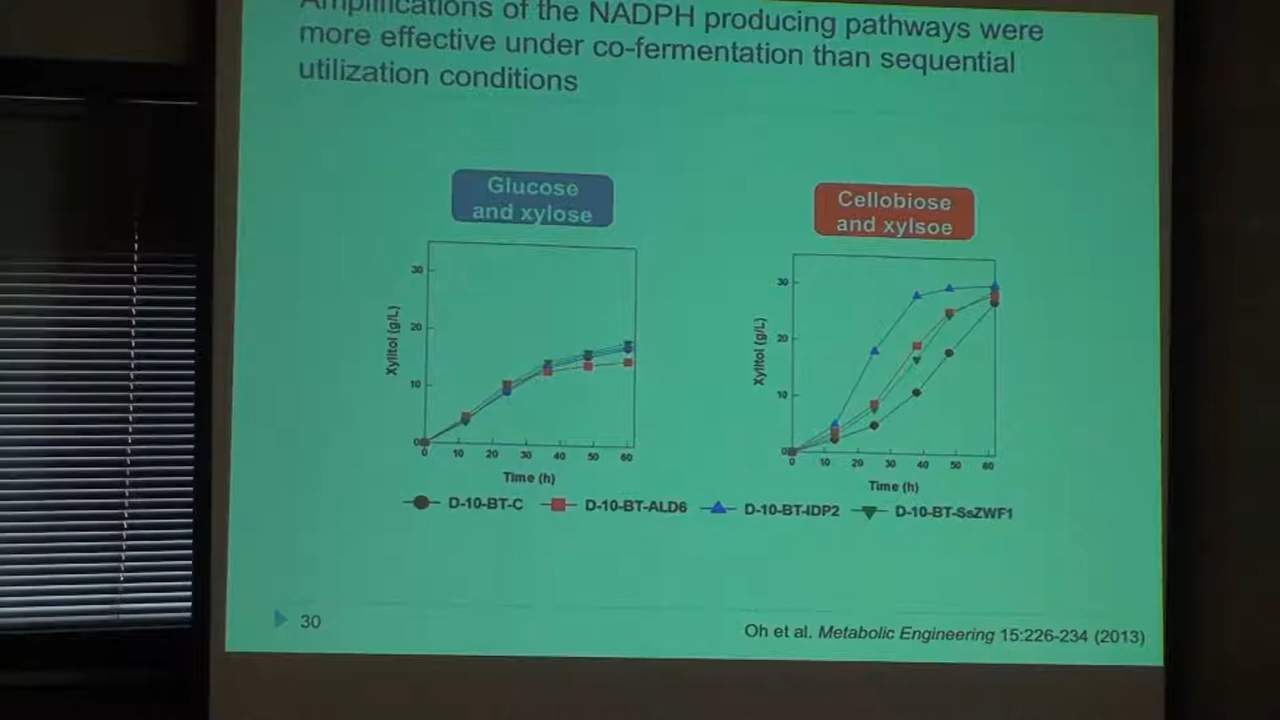 Amplifications of the NADPH producing pathways were
more effective under co-fermentation than sequential
utilization conditions
Glucose
and xylose
Cellobiose
and xylsoe
Xylitol (g/L)
30
20
10
0
0 10 20 30 40 50 60
Time (h)
Xylitol (g/L)
30
20
10
0
0 10 20 30 40 50 60
Time (h)
D-10-BT-C D-10-BT-ALD6 D-10-BT-IDP2 D-10-BT-SsZWF1
30
Oh et al. Metabolic Engineering 15:226-234 (2013)